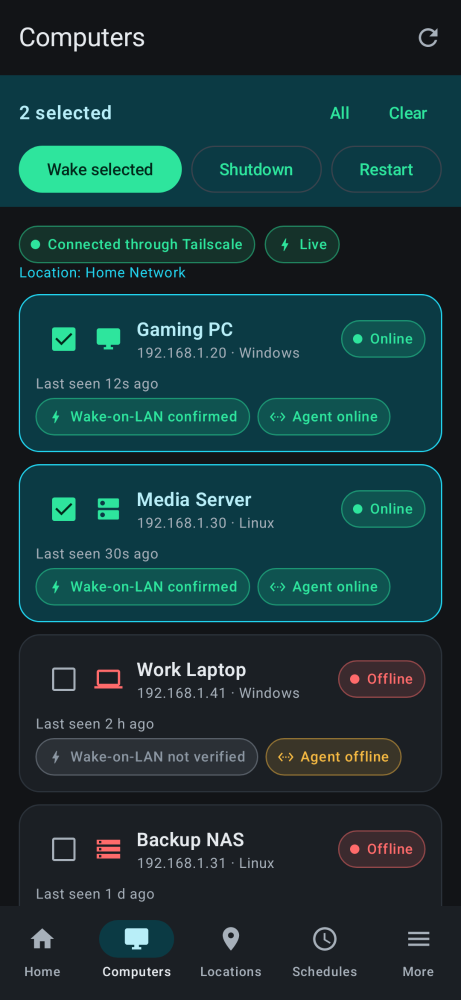 Computers
2 selected
All
Clear
Wake selected
Shutdown
Restart
Connected through Tailscale
Live
Location: Home Network
Gaming PC
Online
192.168.1.20 · Windows
Last seen 12s ago
Wake-on-LAN confirmed
Agent online
Media Server
Online
192.168.1.30 · Linux
Last seen 30s ago
Wake-on-LAN confirmed
Agent online
Work Laptop
Offline
192.168.1.41 · Windows
Last seen 2 h ago
Wake-on-LAN not verified
Agent offline
Backup NAS
Offline
192.168.1.31 · Linux
Last seen 1 d ago
Home
Computers
Locations
Schedules
More